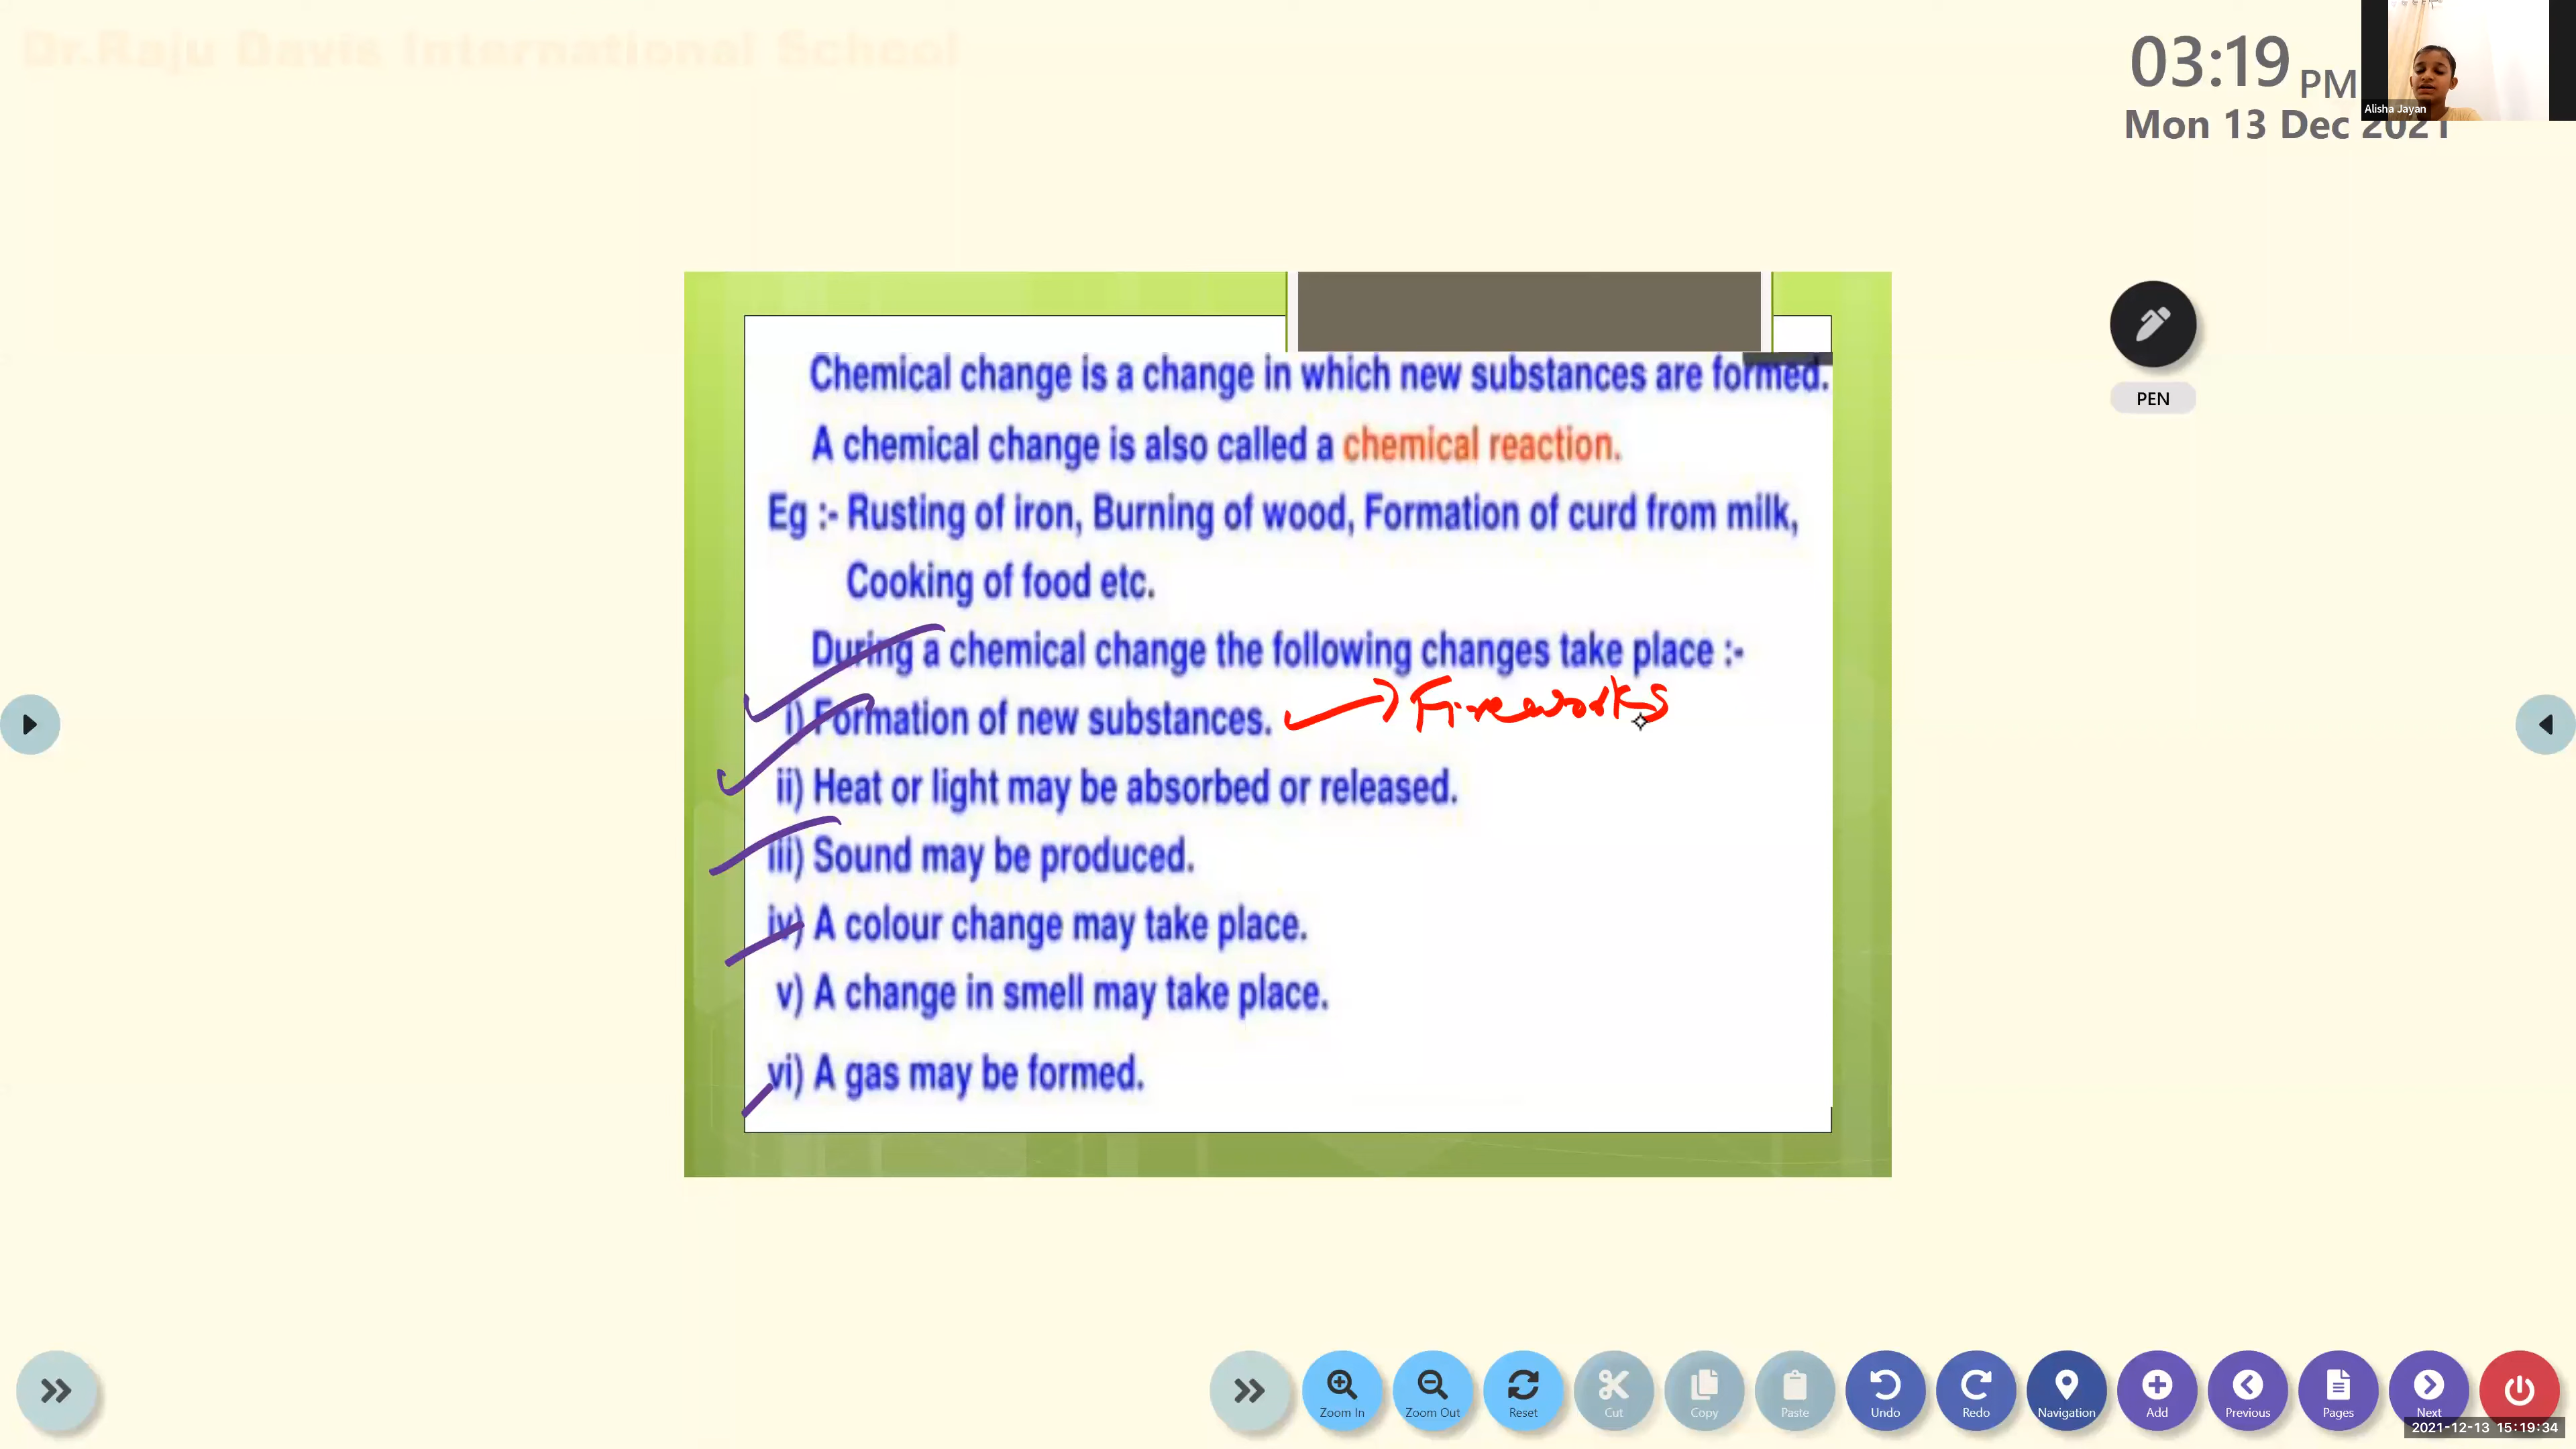 Dr.Raju Davis International School
03:19 PM
Mon 13 Dec 2021
Alisha Jayan
PEN
Chemical change is a change in which new substances are formed.
A chemical change is also called a chemical reaction.
Eg :- Rusting of iron, Burning of wood, Formation of curd from milk,
Cooking of food etc.
During a chemical change the following changes take place :-
i) Formation of new substances. Fireworks
ii) Heat or light may be absorbed or released.
iii) Sound may be produced.
iv) A colour change may take place.
v) A change in smell may take place.
vi) A gas may be formed.
Zoom In Zoom Out Reset Cut Copy Paste Undo Redo Navigation Add Previous Pages Next
2021-12-13 15:19:34